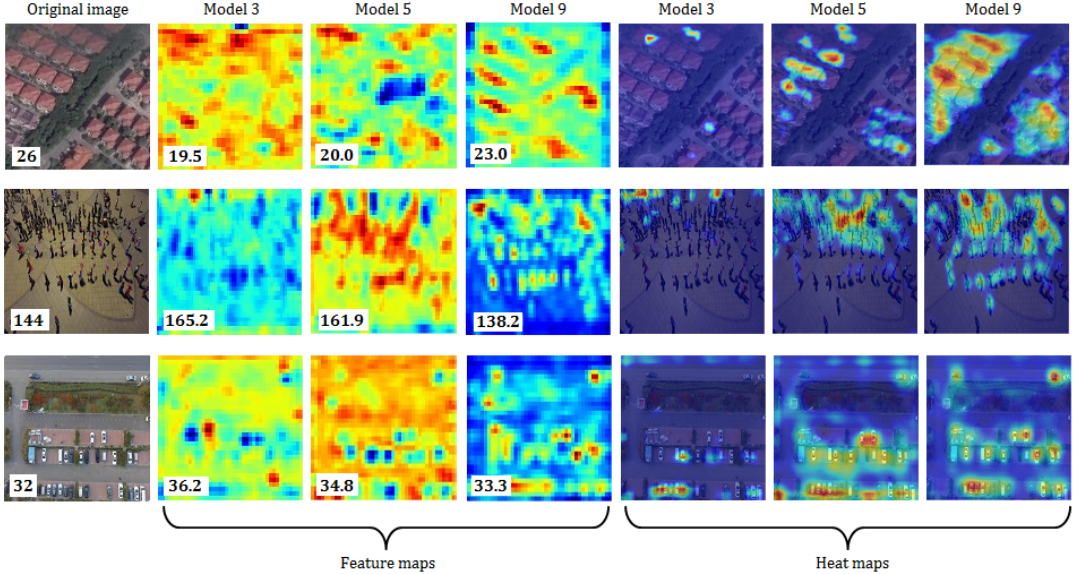 Original image Model 3 Model 5 Model 9 Model 3 Model 5 Model 9
26 19.5 20.0 23.0
144 165.2 161.9 138.2
32 36.2 34.8 33.3
Feature maps Heat maps